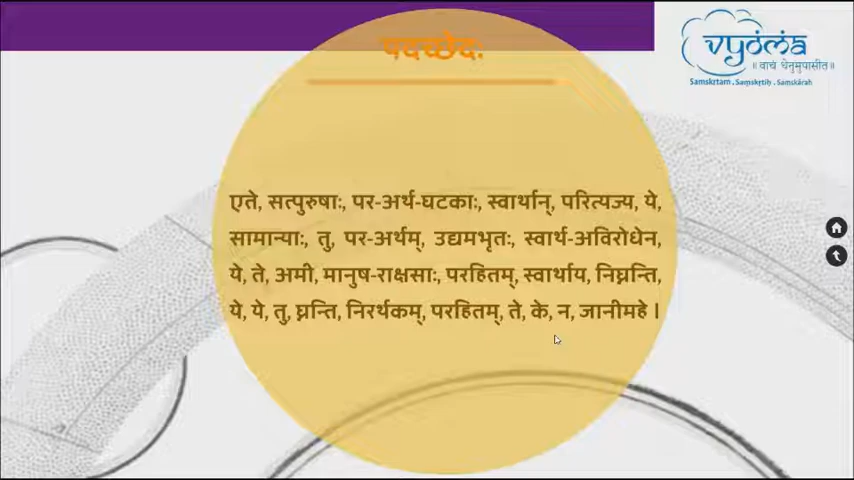 पदच्छेदः
vyoma
॥ वाचं धेनुमुपासीत ॥
Samskrtam . Samskrtih . Samskārah
एते, सत्पुरुषाः, पर-अर्थ-घटकाः, स्वार्थान्, परित्यज्य, ये,
सामान्याः, तु, पर-अर्थम्, उद्यमभृतः, स्वार्थ-अविरोधेन,
ये, ते, अमी, मानुष-राक्षसाः, परहितम्, स्वार्थाय, निघ्नन्ति,
ये, ये, तु, घ्नन्ति, निरर्थकम्, परहितम्, ते, के, न, जानीमहे ।